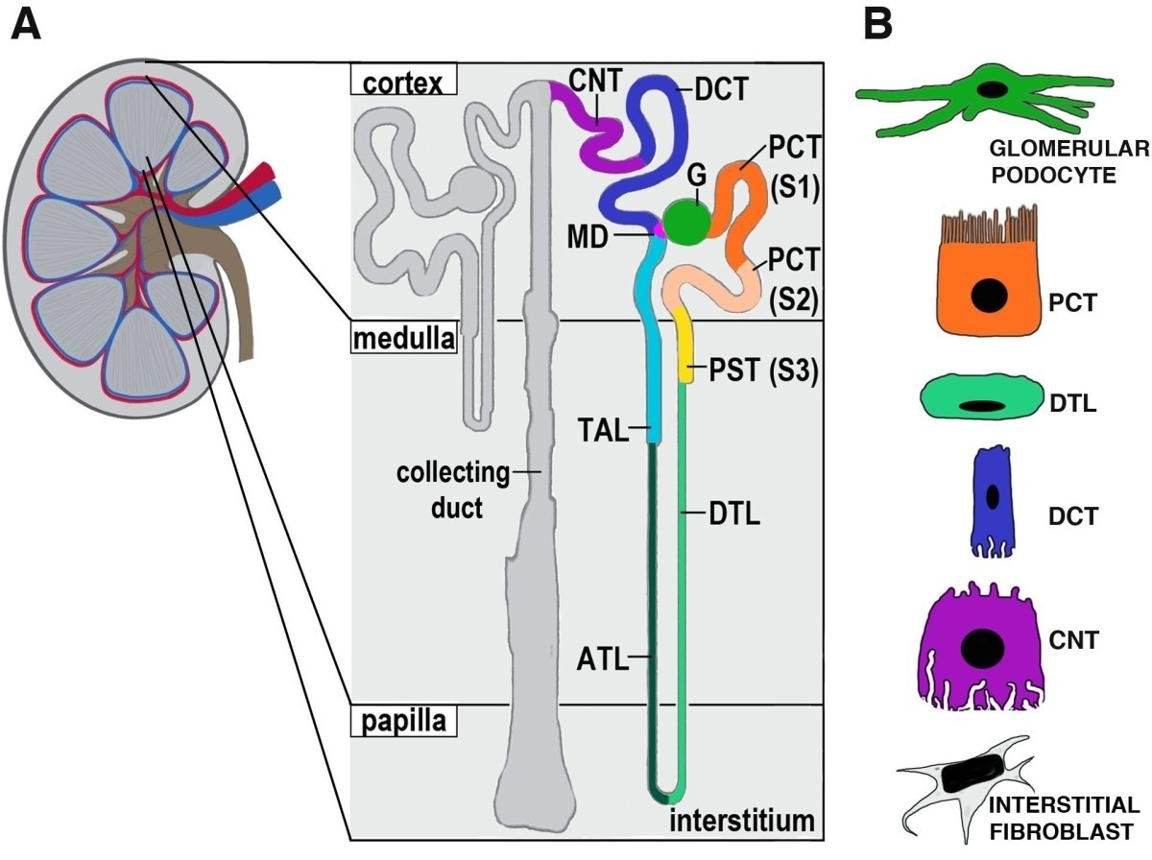 A
B
cortex
CNT
DCT
PCT
(S1)
G
MD
PCT
(S2)
medulla
PST (S3)
TAL
collecting
duct
DTL
ATL
papilla
interstitium
GLOMERULAR
PODOCYTE
PCT
DTL
DCT
CNT
INTERSTITIAL
FIBROBLAST